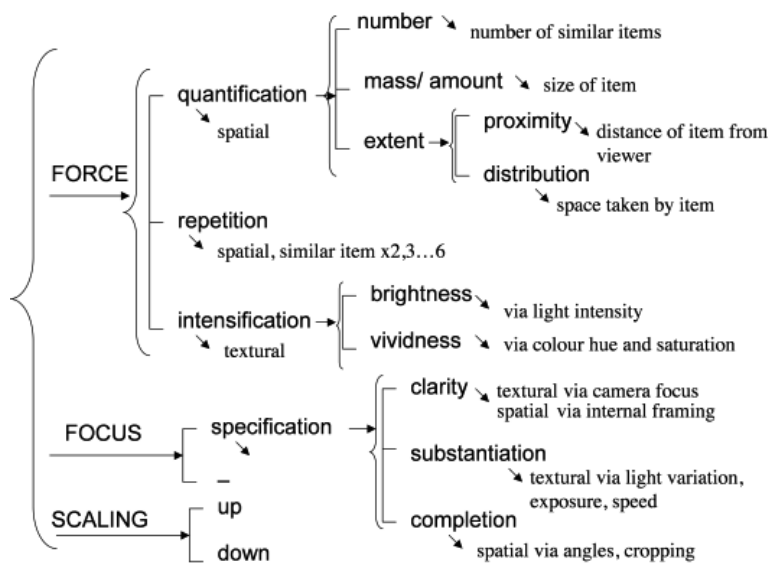 number
number of similar items
quantification
spatial
mass/ amount
size of item
extent
proximity
distance of item from
viewer
distribution
space taken by item
FORCE
repetition
spatial, similar item x2,3…6
intensification
textural
brightness
via light intensity
vividness
via colour hue and saturation
FOCUS
specification
–
clarity
textural via camera focus
spatial via internal framing
substantiation
textural via light variation,
exposure, speed
completion
spatial via angles, cropping
SCALING
up
down